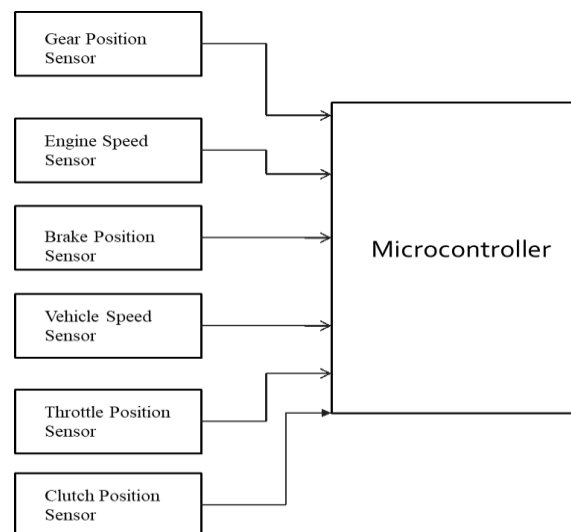 Gear Position
Sensor
Engine Speed
Sensor
Brake Position
Sensor
Microcontroller
Vehicle Speed
Sensor
Throttle Position
Sensor
Clutch Position
Sensor